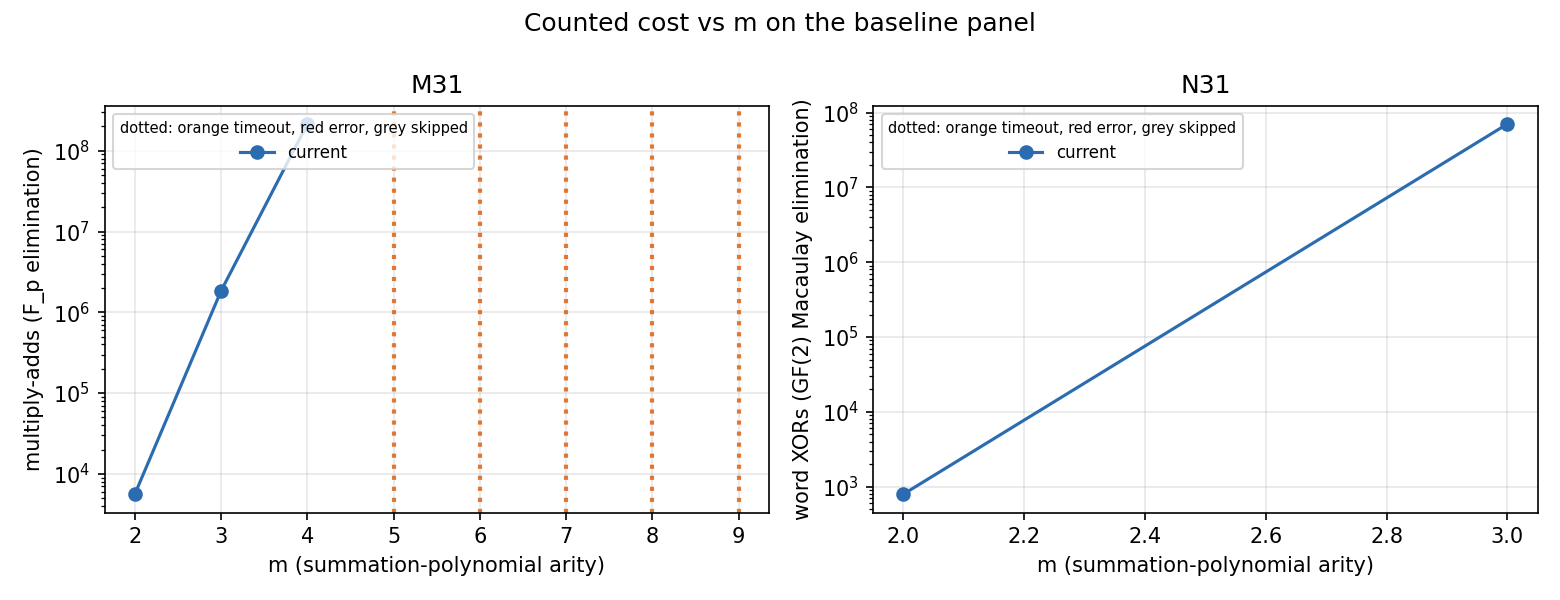 Counted cost vs m on the baseline panel
M31
multiply-adds (F_p elimination)
10^8
10^7
10^6
10^5
10^4
dotted: orange timeout, red error, grey skipped
current
2 3 4 5 6 7 8 9
m (summation-polynomial arity)
N31
word XORs (GF(2) Macaulay elimination)
10^8
10^7
10^6
10^5
10^4
10^3
dotted: orange timeout, red error, grey skipped
current
2.0 2.2 2.4 2.6 2.8 3.0
m (summation-polynomial arity)